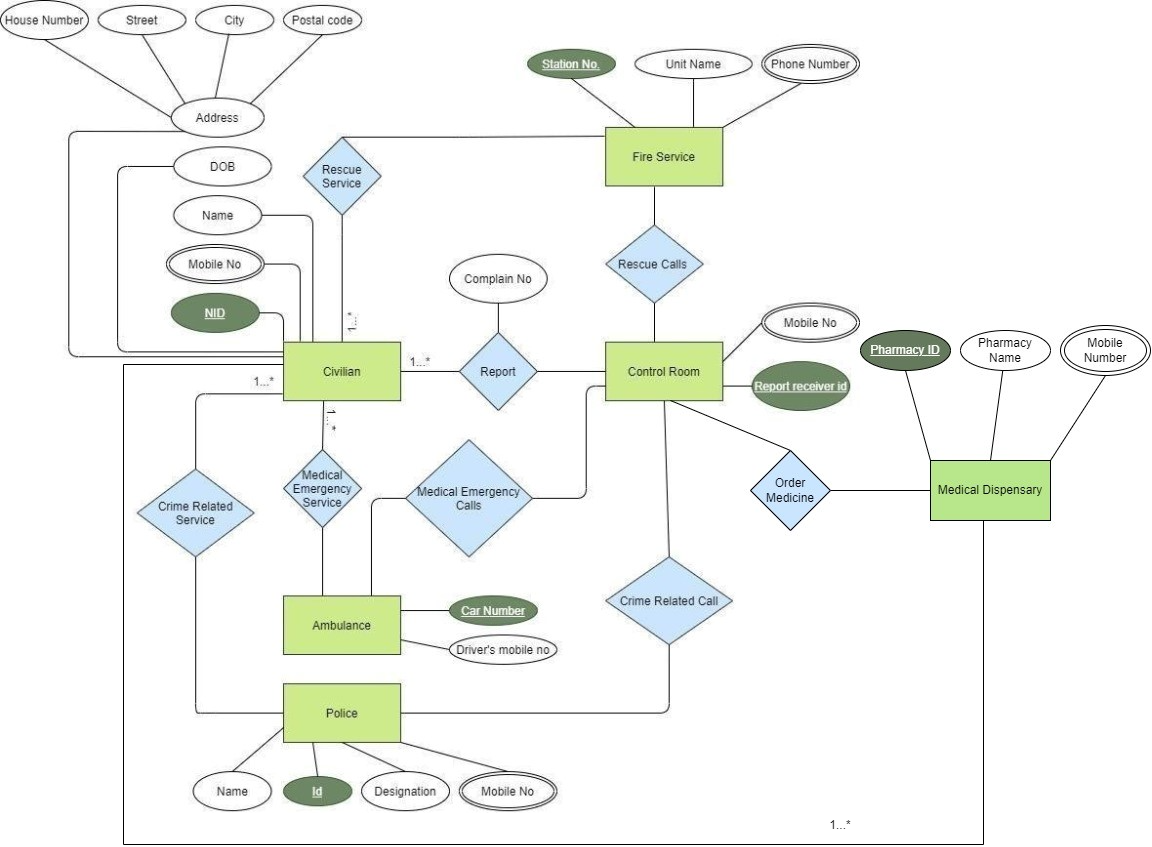 House Number
Street
City
Postal code
Address
DOB
Name
Mobile No
NID
Station No.
Unit Name
Phone Number
Fire Service
Rescue
Service
Rescue Calls
Complain No
1...*
1...*
Civilian
Report
Control Room
Mobile No
Report receiver id
Pharmacy ID
Pharmacy
Name
Mobile
Number
1...*
1...*
Crime Related
Service
Medical
Emergency
Service
Medical Emergency
Calls
Order
Medicine
Medical Dispensary
Crime Related Call
Ambulance
Car Number
Driver's mobile no
Police
Name
Id
Designation
Mobile No
1...*